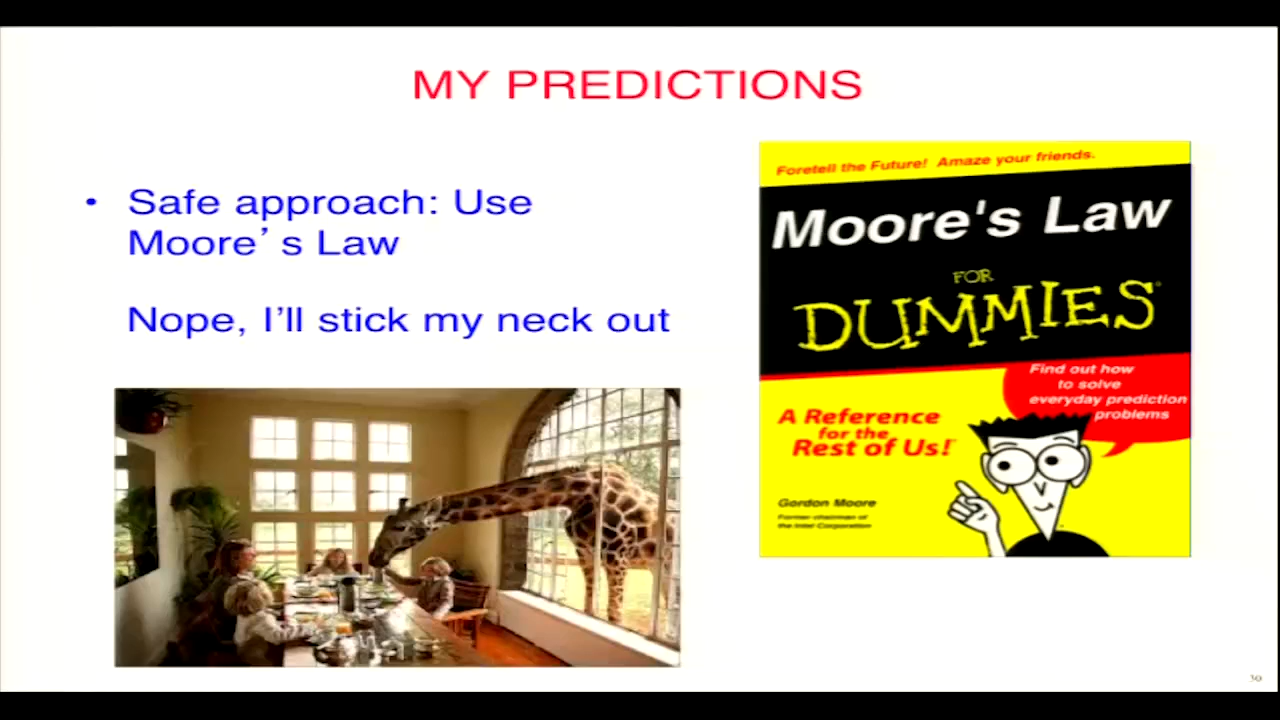 MY PREDICTIONS
• Safe approach: Use
Moore’s Law
Nope, I’ll stick my neck out
Foretell the Future! Amaze your friends.
Moore's Law
FOR
DUMMIES®
Find out how
to solve
everyday prediction
problems
A Reference
for the
Rest of Us!
Gordon Moore
Former chairman of
the Intel Corporation
30